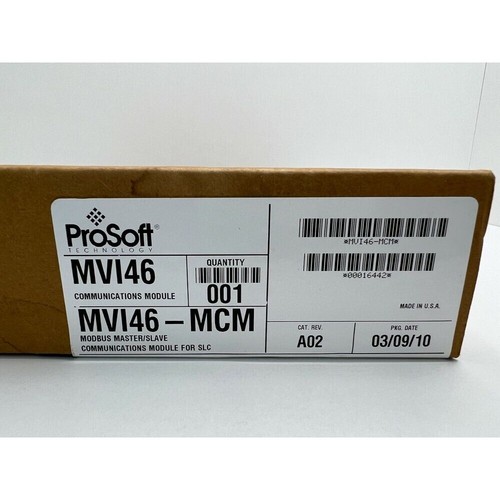 ProSoft®
TECHNOLOGY
MVI46
COMMUNICATIONS MODULE
QUANTITY
001
MVI46-MCM
MODBUS MASTER/SLAVE
COMMUNICATIONS MODULE FOR SLC
*MVI46-MCM*
*00016442*
MADE IN U.S.A.
CAT. REV.
A02
PKG. DATE
03/09/10